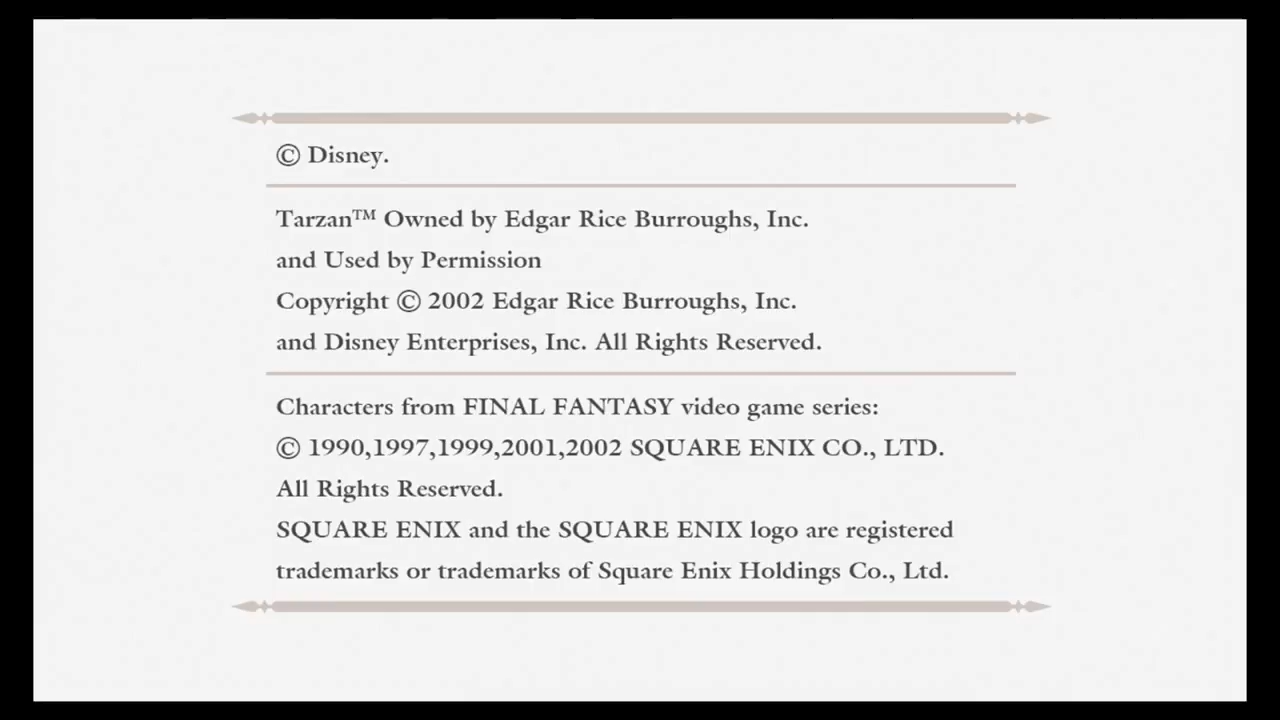 © Disney.
Tarzan™ Owned by Edgar Rice Burroughs, Inc.
and Used by Permission
Copyright © 2002 Edgar Rice Burroughs, Inc.
and Disney Enterprises, Inc. All Rights Reserved.
Characters from FINAL FANTASY video game series:
© 1990,1997,1999,2001,2002 SQUARE ENIX CO., LTD.
All Rights Reserved.
SQUARE ENIX and the SQUARE ENIX logo are registered
trademarks or trademarks of Square Enix Holdings Co., Ltd.